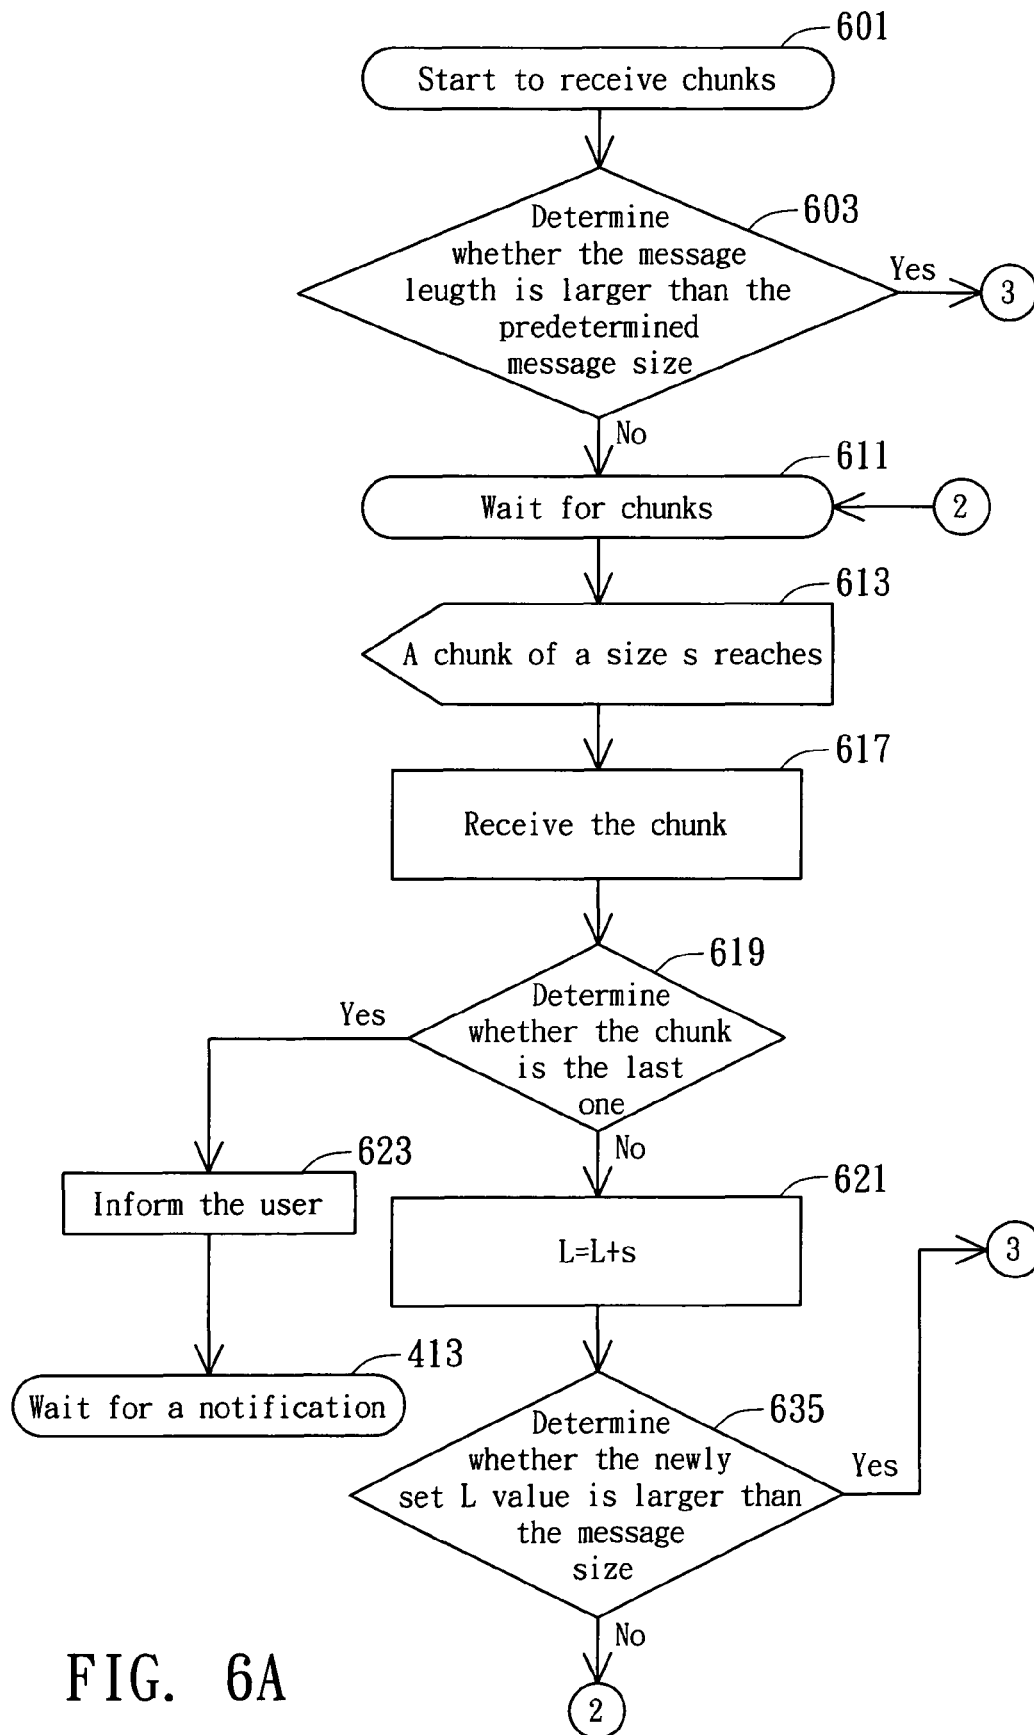 601
Start to receive chunks
603
Determine
whether the message
leugth is larger than the
predetermined
message size
Yes
3
No
611
Wait for chunks
2
613
A chunk of a size s reaches
617
Receive the chunk
619
Determine
whether the chunk
is the last
one
Yes
No
623
Inform the user
621
L=L+s
3
413
Wait for a notification
635
Determine
whether the newly
set L value is larger than
the message
size
Yes
No
2
FIG. 6A